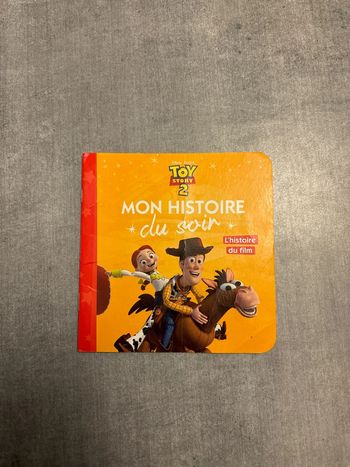 TOY
STORY
2
MON HISTOIRE
du soir
L'histoire
du film